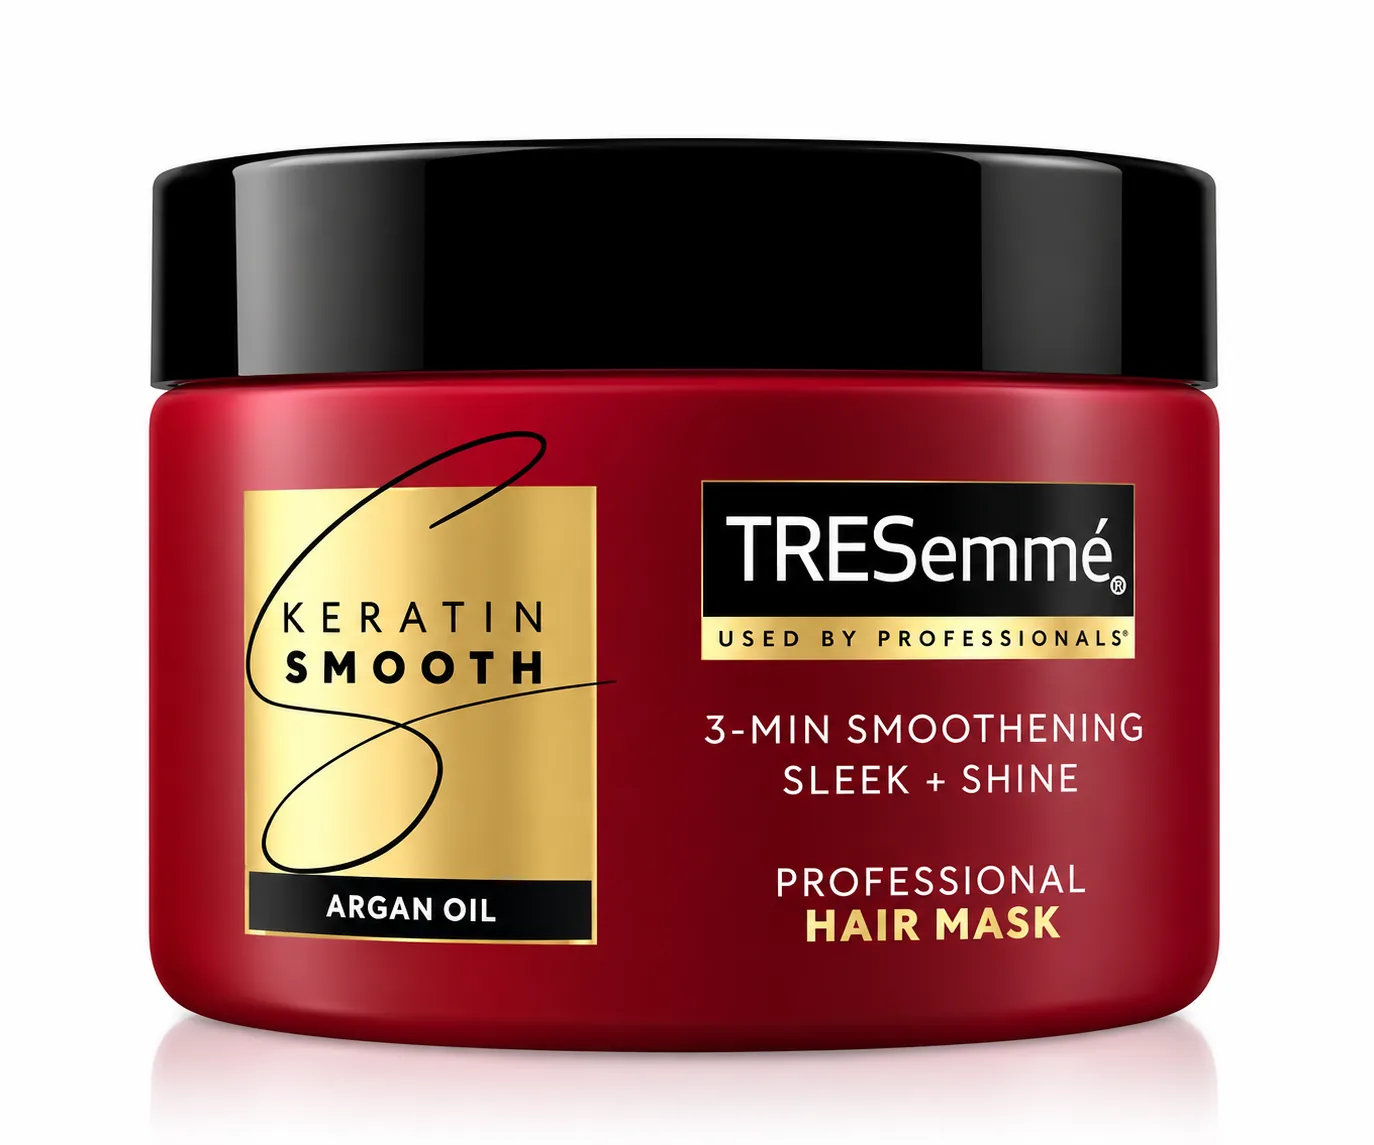 KERATIN
SMOOTH
ARGAN OIL
TRESemmé®
USED BY PROFESSIONALS®
3-MIN SMOOTHENING
SLEEK + SHINE
PROFESSIONAL
HAIR MASK